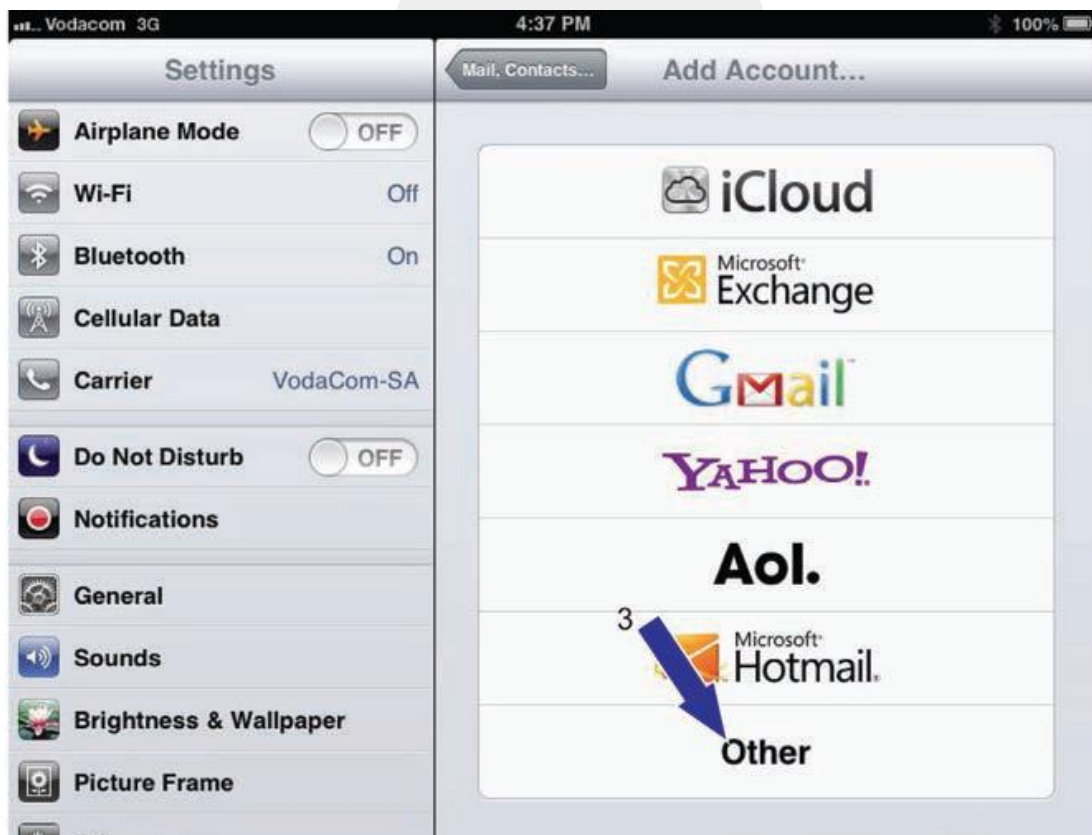 Vodacom 3G
4:37 PM
100%
Settings
Airplane Mode OFF
Wi-Fi Off
Bluetooth On
Cellular Data
Carrier VodaCom-SA
Do Not Disturb OFF
Notifications
General
Sounds
Brightness & Wallpaper
Picture Frame
Mail, Contacts...
Add Account...
iCloud
Microsoft
Exchange
Gmail
YAHOO!
Aol.
3
Microsoft
Hotmail.
Other